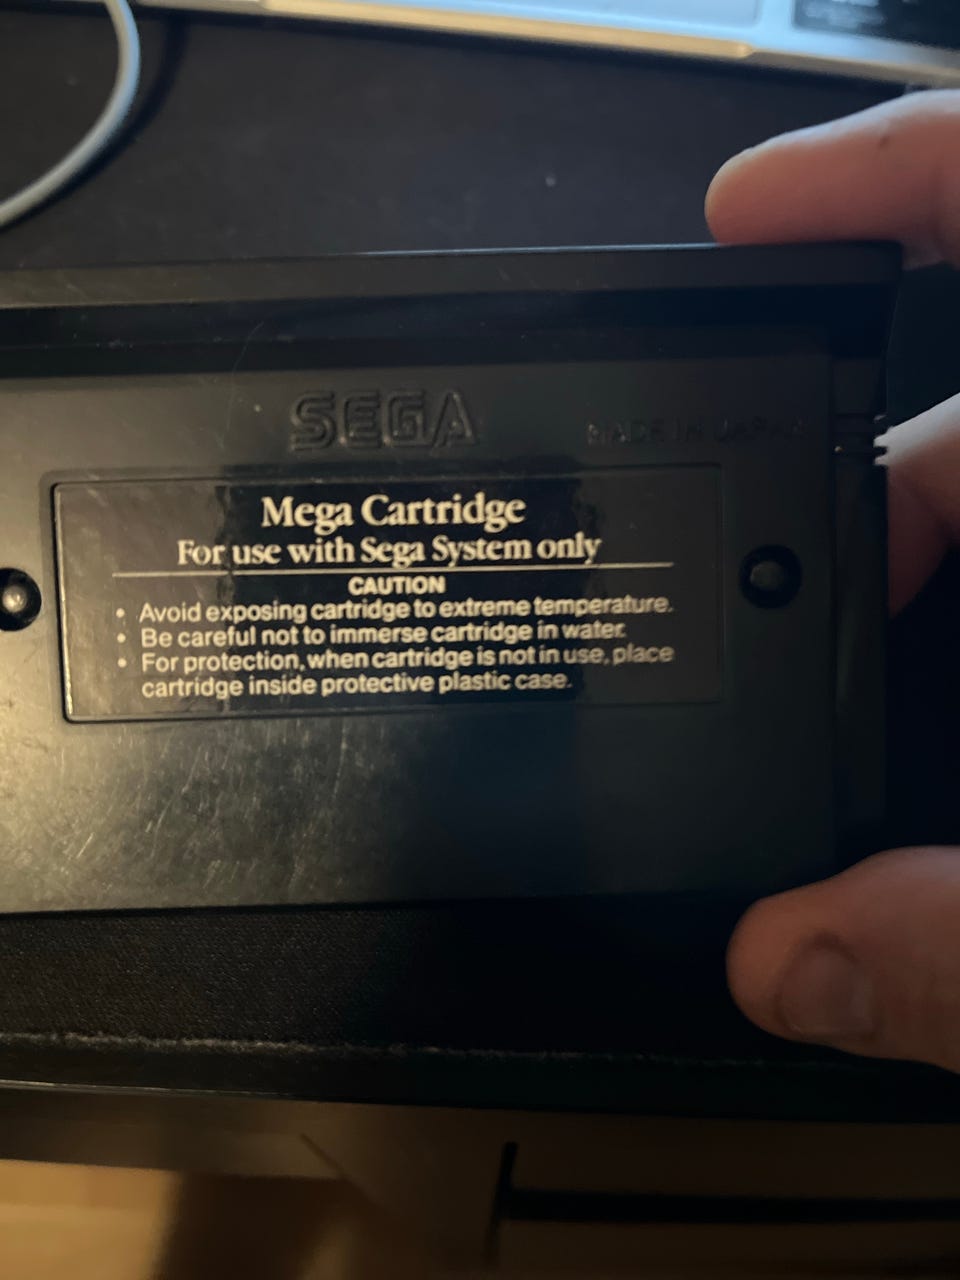 SEGA
MADE IN JAPAN
Mega Cartridge
For use with Sega System only
CAUTION
• Avoid exposing cartridge to extreme temperature.
• Be careful not to immerse cartridge in water.
• For protection, when cartridge is not in use, place
cartridge inside protective plastic case.